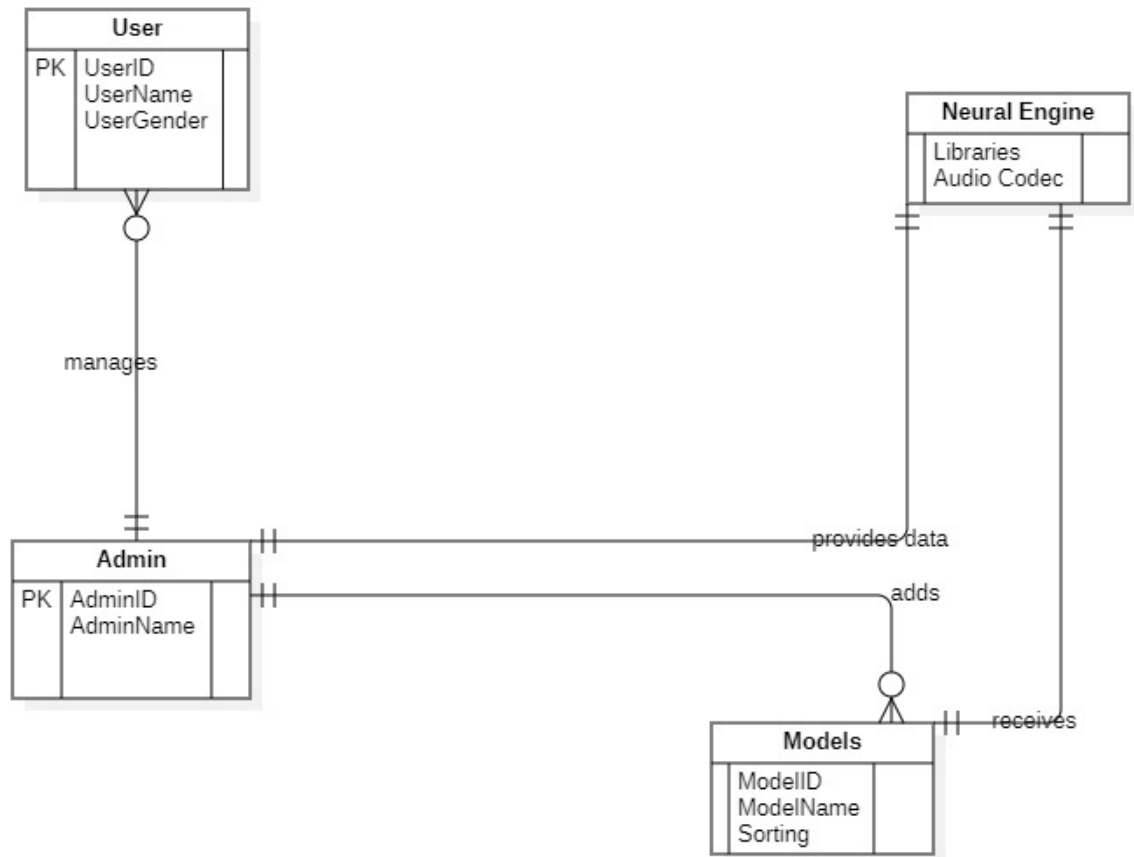 User
PK UserID
UserName
UserGender
Neural Engine
Libraries
Audio Codec
manages
provides data
Admin
PK AdminID
AdminName
adds
receives
Models
ModelID
ModelName
Sorting